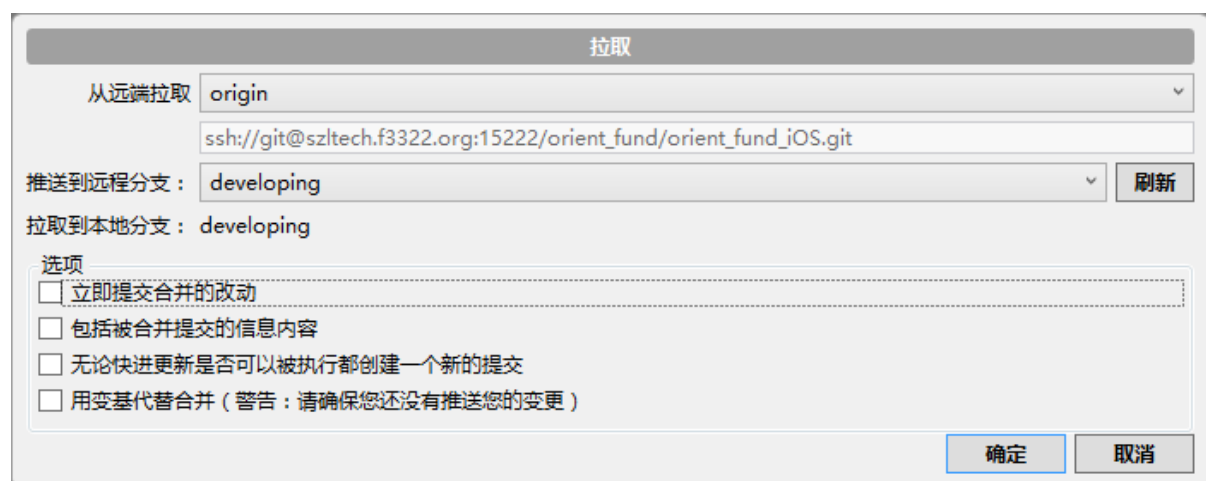 拉取
从远端拉取 origin
ssh://git@szltech.f3322.org:15222/orient_fund/orient_fund_iOS.git
推送到远程分支： developing 刷新
拉取到本地分支： developing
选项
立即提交合并的改动
包括被合并提交的信息内容
无论快进更新是否可以被执行都创建一个新的提交
用变基代替合并（警告：请确保您还没有推送您的变更）
确定 取消